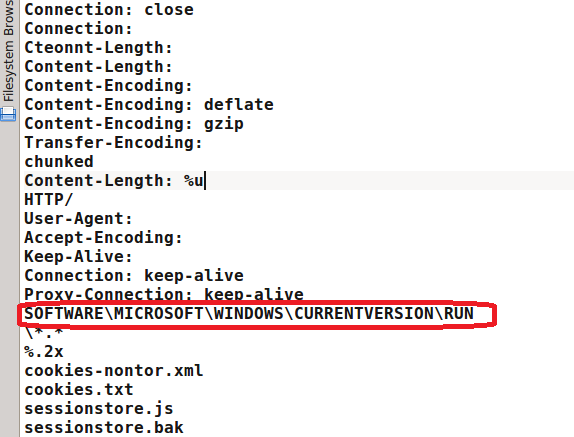 Filesystem Brows
Connection: close
Connection:
Cteonnt-Length:
Content-Length:
Content-Encoding:
Content-Encoding: deflate
Content-Encoding: gzip
Transfer-Encoding:
chunked
Content-Length: %u
HTTP/
User-Agent:
Accept-Encoding:
Keep-Alive:
Connection: keep-alive
Proxy-Connection: keep-alive
SOFTWARE\MICROSOFT\WINDOWS\CURRENTVERSION\RUN
\*.*
%.2x
cookies-nontor.xml
cookies.txt
sessionstore.js
sessionstore.bak